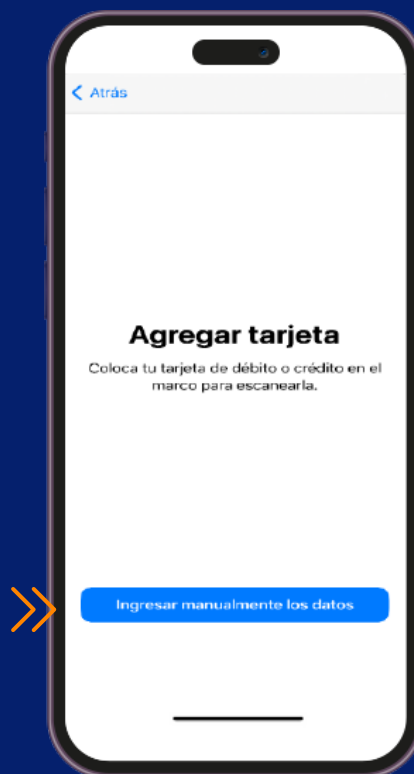 Atrás
Agregar tarjeta
Coloca tu tarjeta de débito o crédito en el
marco para escanearla.
Ingresar manualmente los datos